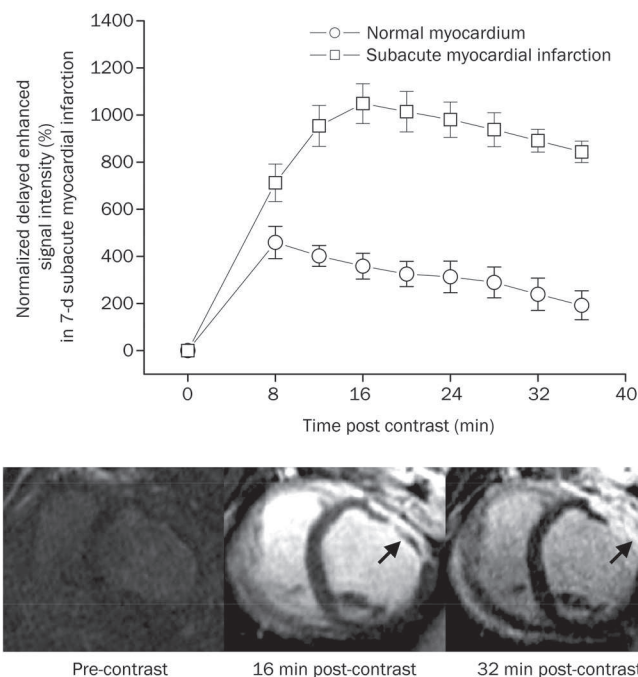 1400
1200
1000
800
600
400
200
0
Normalized delayed enhanced
signal intensity (%)
in 7-d subacute myocardial infarction
Normal myocardium
Subacute myocardial infarction
0 8 16 24 32 40
Time post contrast (min)
Pre-contrast 16 min post-contrast 32 min post-contrast